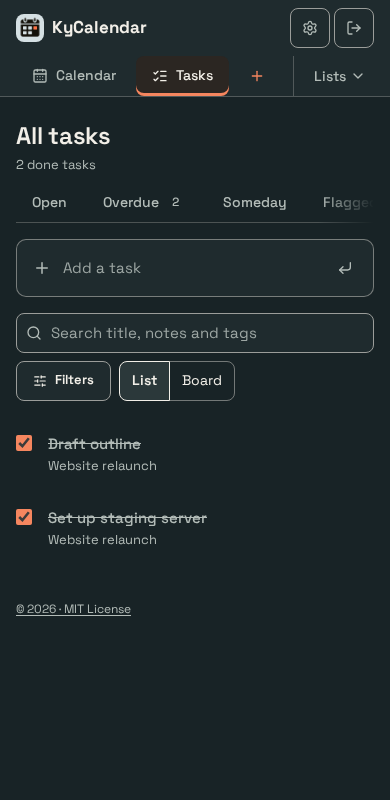 KyCalendar
Calendar Tasks + Lists
All tasks
2 done tasks
Open Overdue 2 Someday Flagge
Add a task
Search title, notes and tags
Filters List Board
Draft outline
Website relaunch
Set up staging server
Website relaunch
© 2026 · MIT License